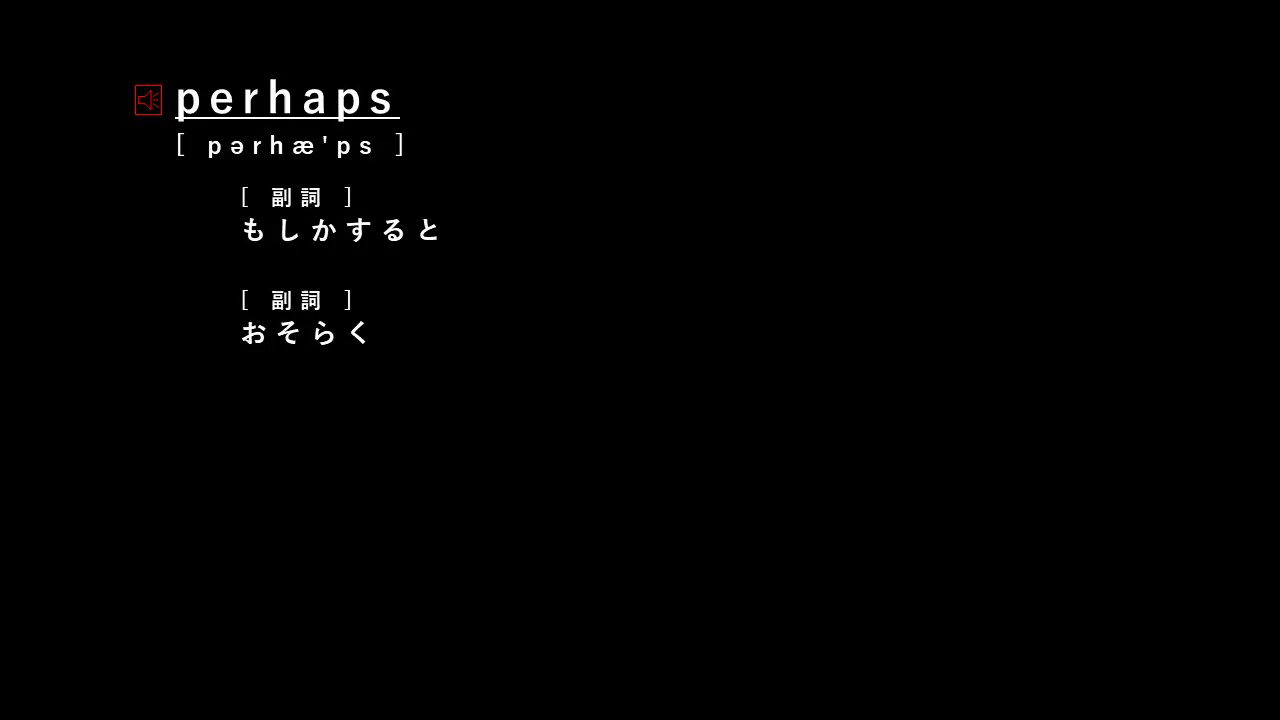 perhaps
[ pərhæ'ps ]
[ 副詞 ]
もしかすると
[ 副詞 ]
おそらく